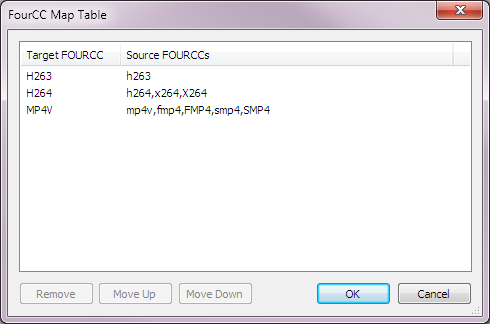 FourCC Map Table
Target FOURCC Source FOURCCs
H263 h263
H264 h264,x264,X264
MP4V mp4v,fmp4,FMP4,smp4,SMP4
Remove Move Up Move Down OK Cancel